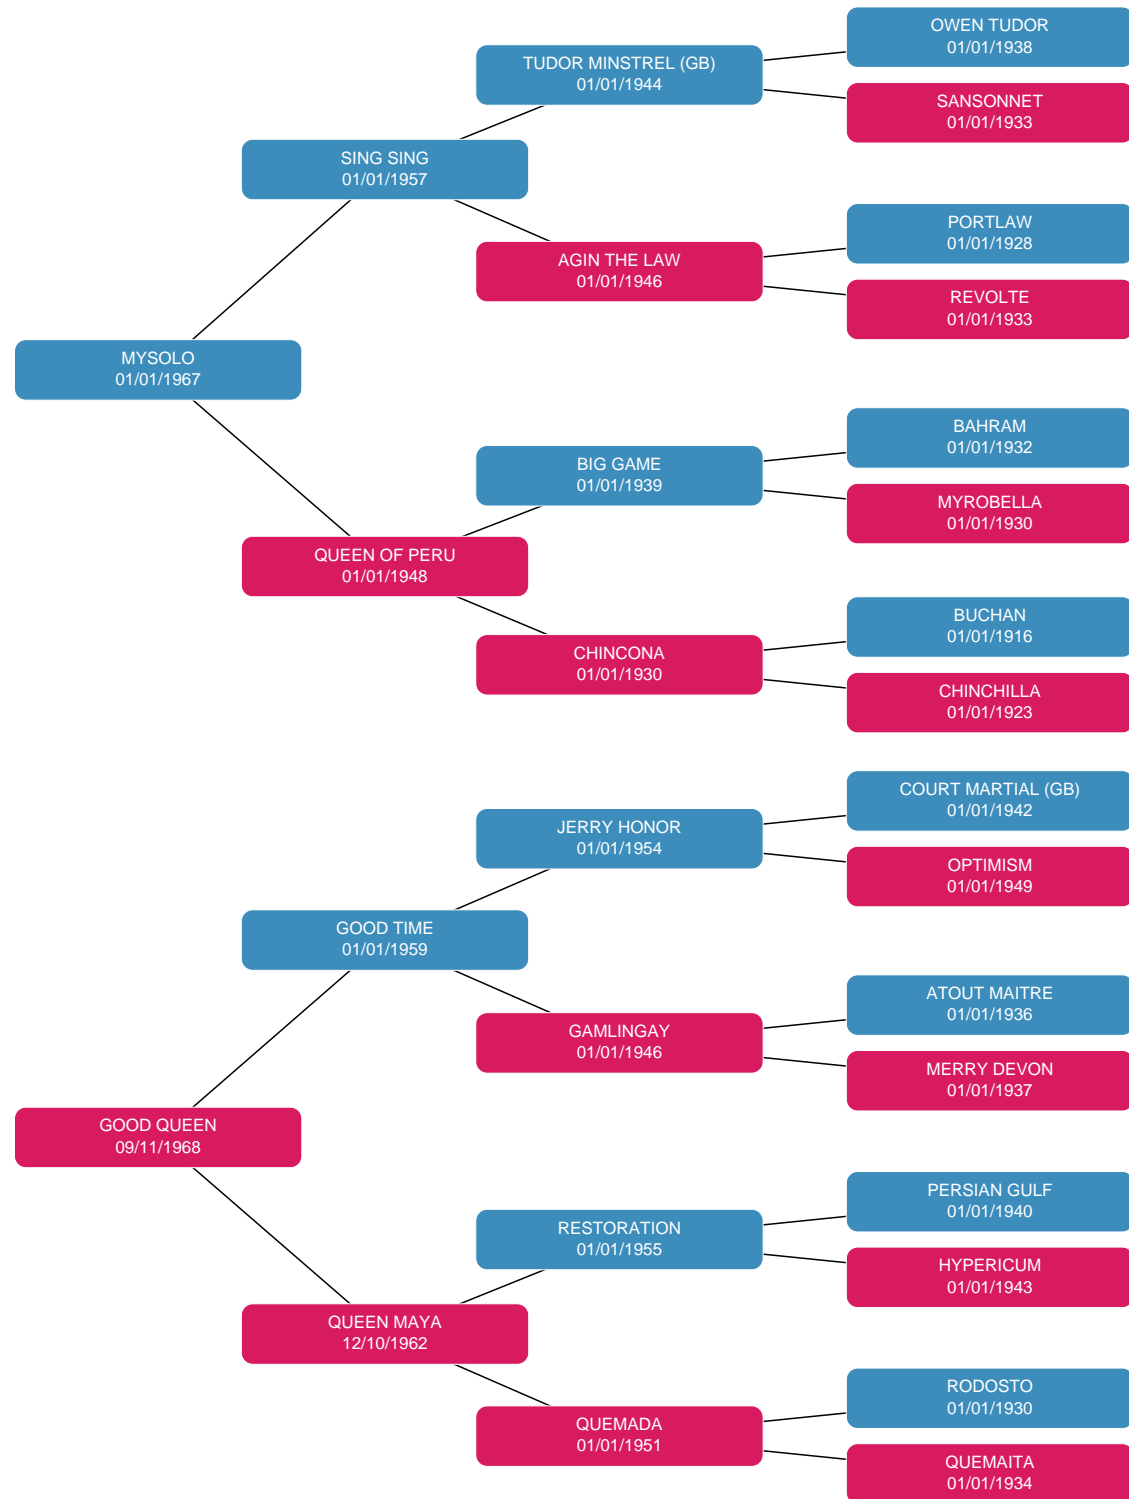 OWEN TUDOR
01/01/1938
TUDOR MINSTREL (GB)
01/01/1944
SANSONNET
01/01/1933
SING SING
01/01/1957
PORTLAW
01/01/1928
AGIN THE LAW
01/01/1946
REVOLTE
01/01/1933
MYSOLO
01/01/1967
BAHRAM
01/01/1932
BIG GAME
01/01/1939
MYROBELLA
01/01/1930
QUEEN OF PERU
01/01/1948
BUCHAN
01/01/1916
CHINCONA
01/01/1930
CHINCHILLA
01/01/1923
COURT MARTIAL (GB)
01/01/1942
JERRY HONOR
01/01/1954
OPTIMISM
01/01/1949
GOOD TIME
01/01/1959
ATOUT MAITRE
01/01/1936
GAMLINGAY
01/01/1946
MERRY DEVON
01/01/1937
GOOD QUEEN
09/11/1968
PERSIAN GULF
01/01/1940
RESTORATION
01/01/1955
HYPERICUM
01/01/1943
QUEEN MAYA
12/10/1962
RODOSTO
01/01/1930
QUEMADA
01/01/1951
QUEMAITA
01/01/1934